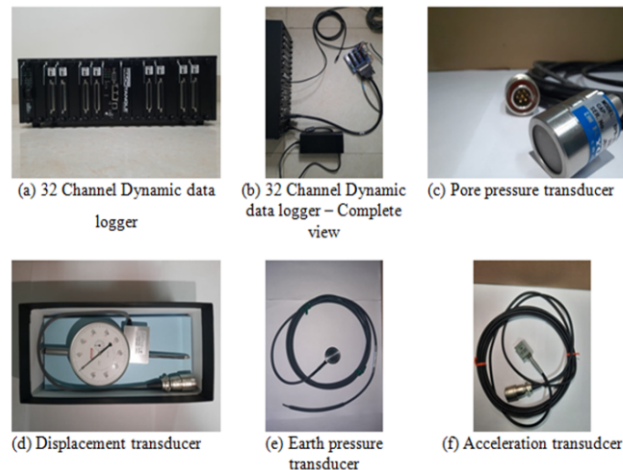 (a) 32 Channel Dynamic data
logger
(b) 32 Channel Dynamic
data logger – Complete
view
(c) Pore pressure transducer
(d) Displacement transducer
(e) Earth pressure
transducer
(f) Acceleration transudcer